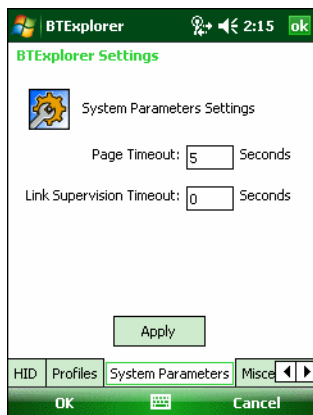 BTExplorer 2:15 ok
BTExplorer Settings
System Parameters Settings
Page Timeout: 5 Seconds
Link Supervision Timeout: 0 Seconds
Apply
HID Profiles System Parameters Misce
OK Cancel